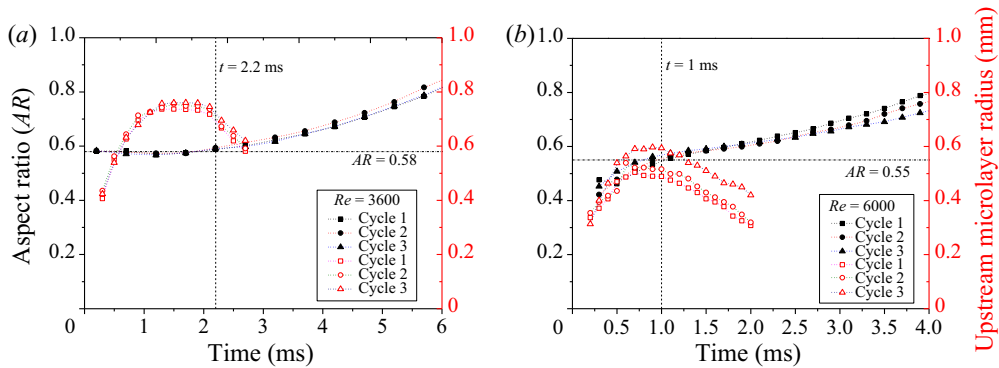 (a)
1.0
0.8
0.6
0.4
0.2
0
1
2
3
4
5
6
Time (ms)
Aspect ratio (AR)
t = 2.2 ms
AR = 0.58
Re = 3600
Cycle 1
Cycle 2
Cycle 3
Cycle 1
Cycle 2
Cycle 3
1.0
0.8
0.6
0.4
0.2
0
(b)
1.0
0.8
0.6
0.4
0.2
0
0.5
1.0
1.5
2.0
2.5
3.0
3.5
4.0
Time (ms)
t = 1 ms
AR = 0.55
Re = 6000
Cycle 1
Cycle 2
Cycle 3
Cycle 1
Cycle 2
Cycle 3
1.0
0.8
0.6
0.4
0.2
0
Upstream microlayer radius (mm)